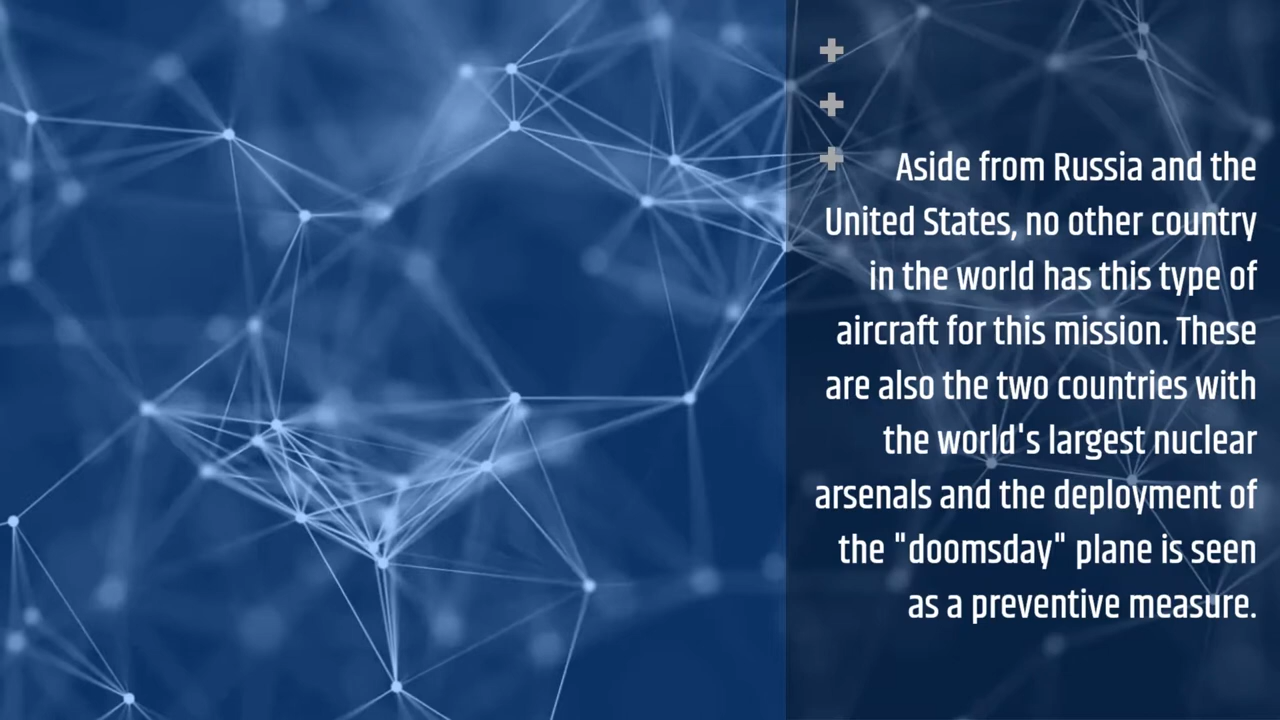 Aside from Russia and the
United States, no other country
in the world has this type of
aircraft for this mission. These
are also the two countries with
the world's largest nuclear
arsenals and the deployment of
the "doomsday" plane is seen
as a preventive measure.